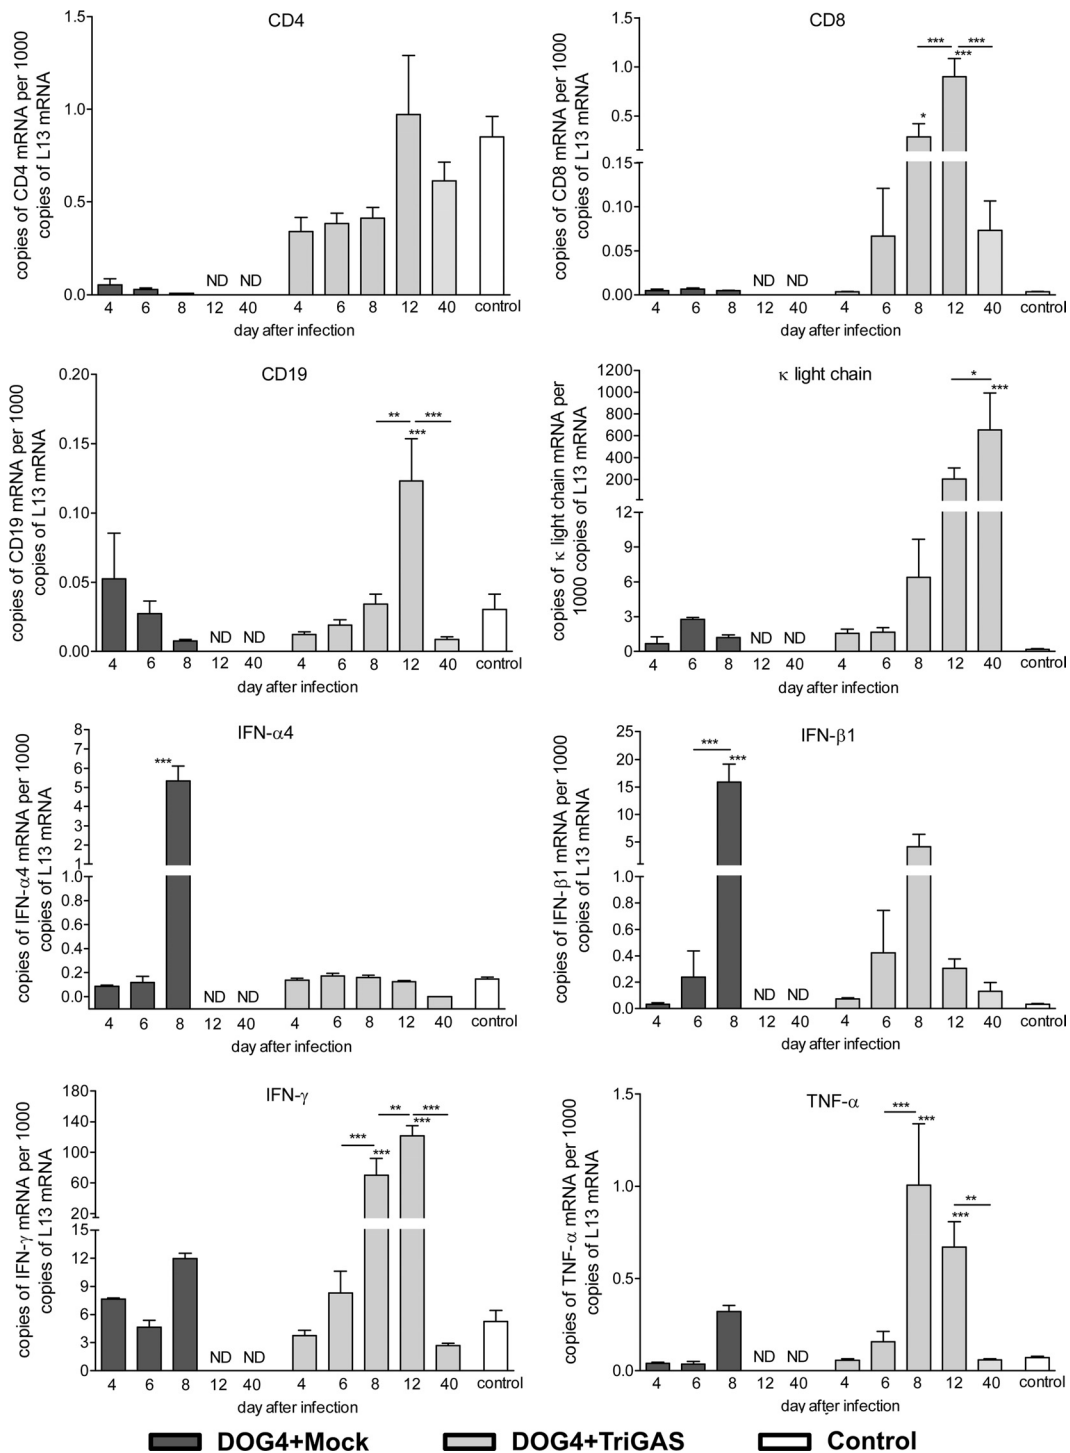 CD4
copies of CD4 mRNA per 1000
copies of L13 mRNA
1.5
1.0
0.5
0.0
ND ND
4 6 8 12 40 4 6 8 12 40 control
day after infection
CD8
copies of CD8 mRNA per 1000
copies of L13 mRNA
1.5
1.0
0.5
0.15
0.10
0.05
0.00
*** ***
***
*
ND ND
4 6 8 12 40 4 6 8 12 40 control
day after infection
CD19
copies of CD19 mRNA per 1000
copies of L13 mRNA
0.20
0.15
0.10
0.05
0.00
** ***
***
ND ND
4 6 8 12 40 4 6 8 12 40 control
day after infection
κ light chain
copies of κ light chain mRNA per
1000 copies of L13 mRNA
1200
1000
800
600
400
200
12
9
6
3
0
*
***
ND ND
4 6 8 12 40 4 6 8 12 40 control
day after infection
IFN-α4
copies of IFN-α4 mRNA per 1000
copies of L13 mRNA
8
7
6
5
4
3
2
1
1.0
0.8
0.6
0.4
0.2
0.0
***
ND ND
4 6 8 12 40 4 6 8 12 40 control
day after infection
IFN-β1
copies of IFN-β1 mRNA per 1000
copies of L13 mRNA
25
20
15
10
5
1.0
0.8
0.6
0.4
0.2
0.0
***
***
ND ND
4 6 8 12 40 4 6 8 12 40 control
day after infection
IFN-γ
copies of IFN-γ mRNA per 1000
copies of L13 mRNA
180
140
100
60
20
15
12
9
6
3
0
** ***
***
***
***
ND ND
4 6 8 12 40 4 6 8 12 40 control
day after infection
TNF-α
copies of TNF-α mRNA per 1000
copies of L13 mRNA
1.5
1.0
0.5
0.0
***
***
**
***
ND ND
4 6 8 12 40 4 6 8 12 40 control
day after infection
DOG4+Mock DOG4+TriGAS Control